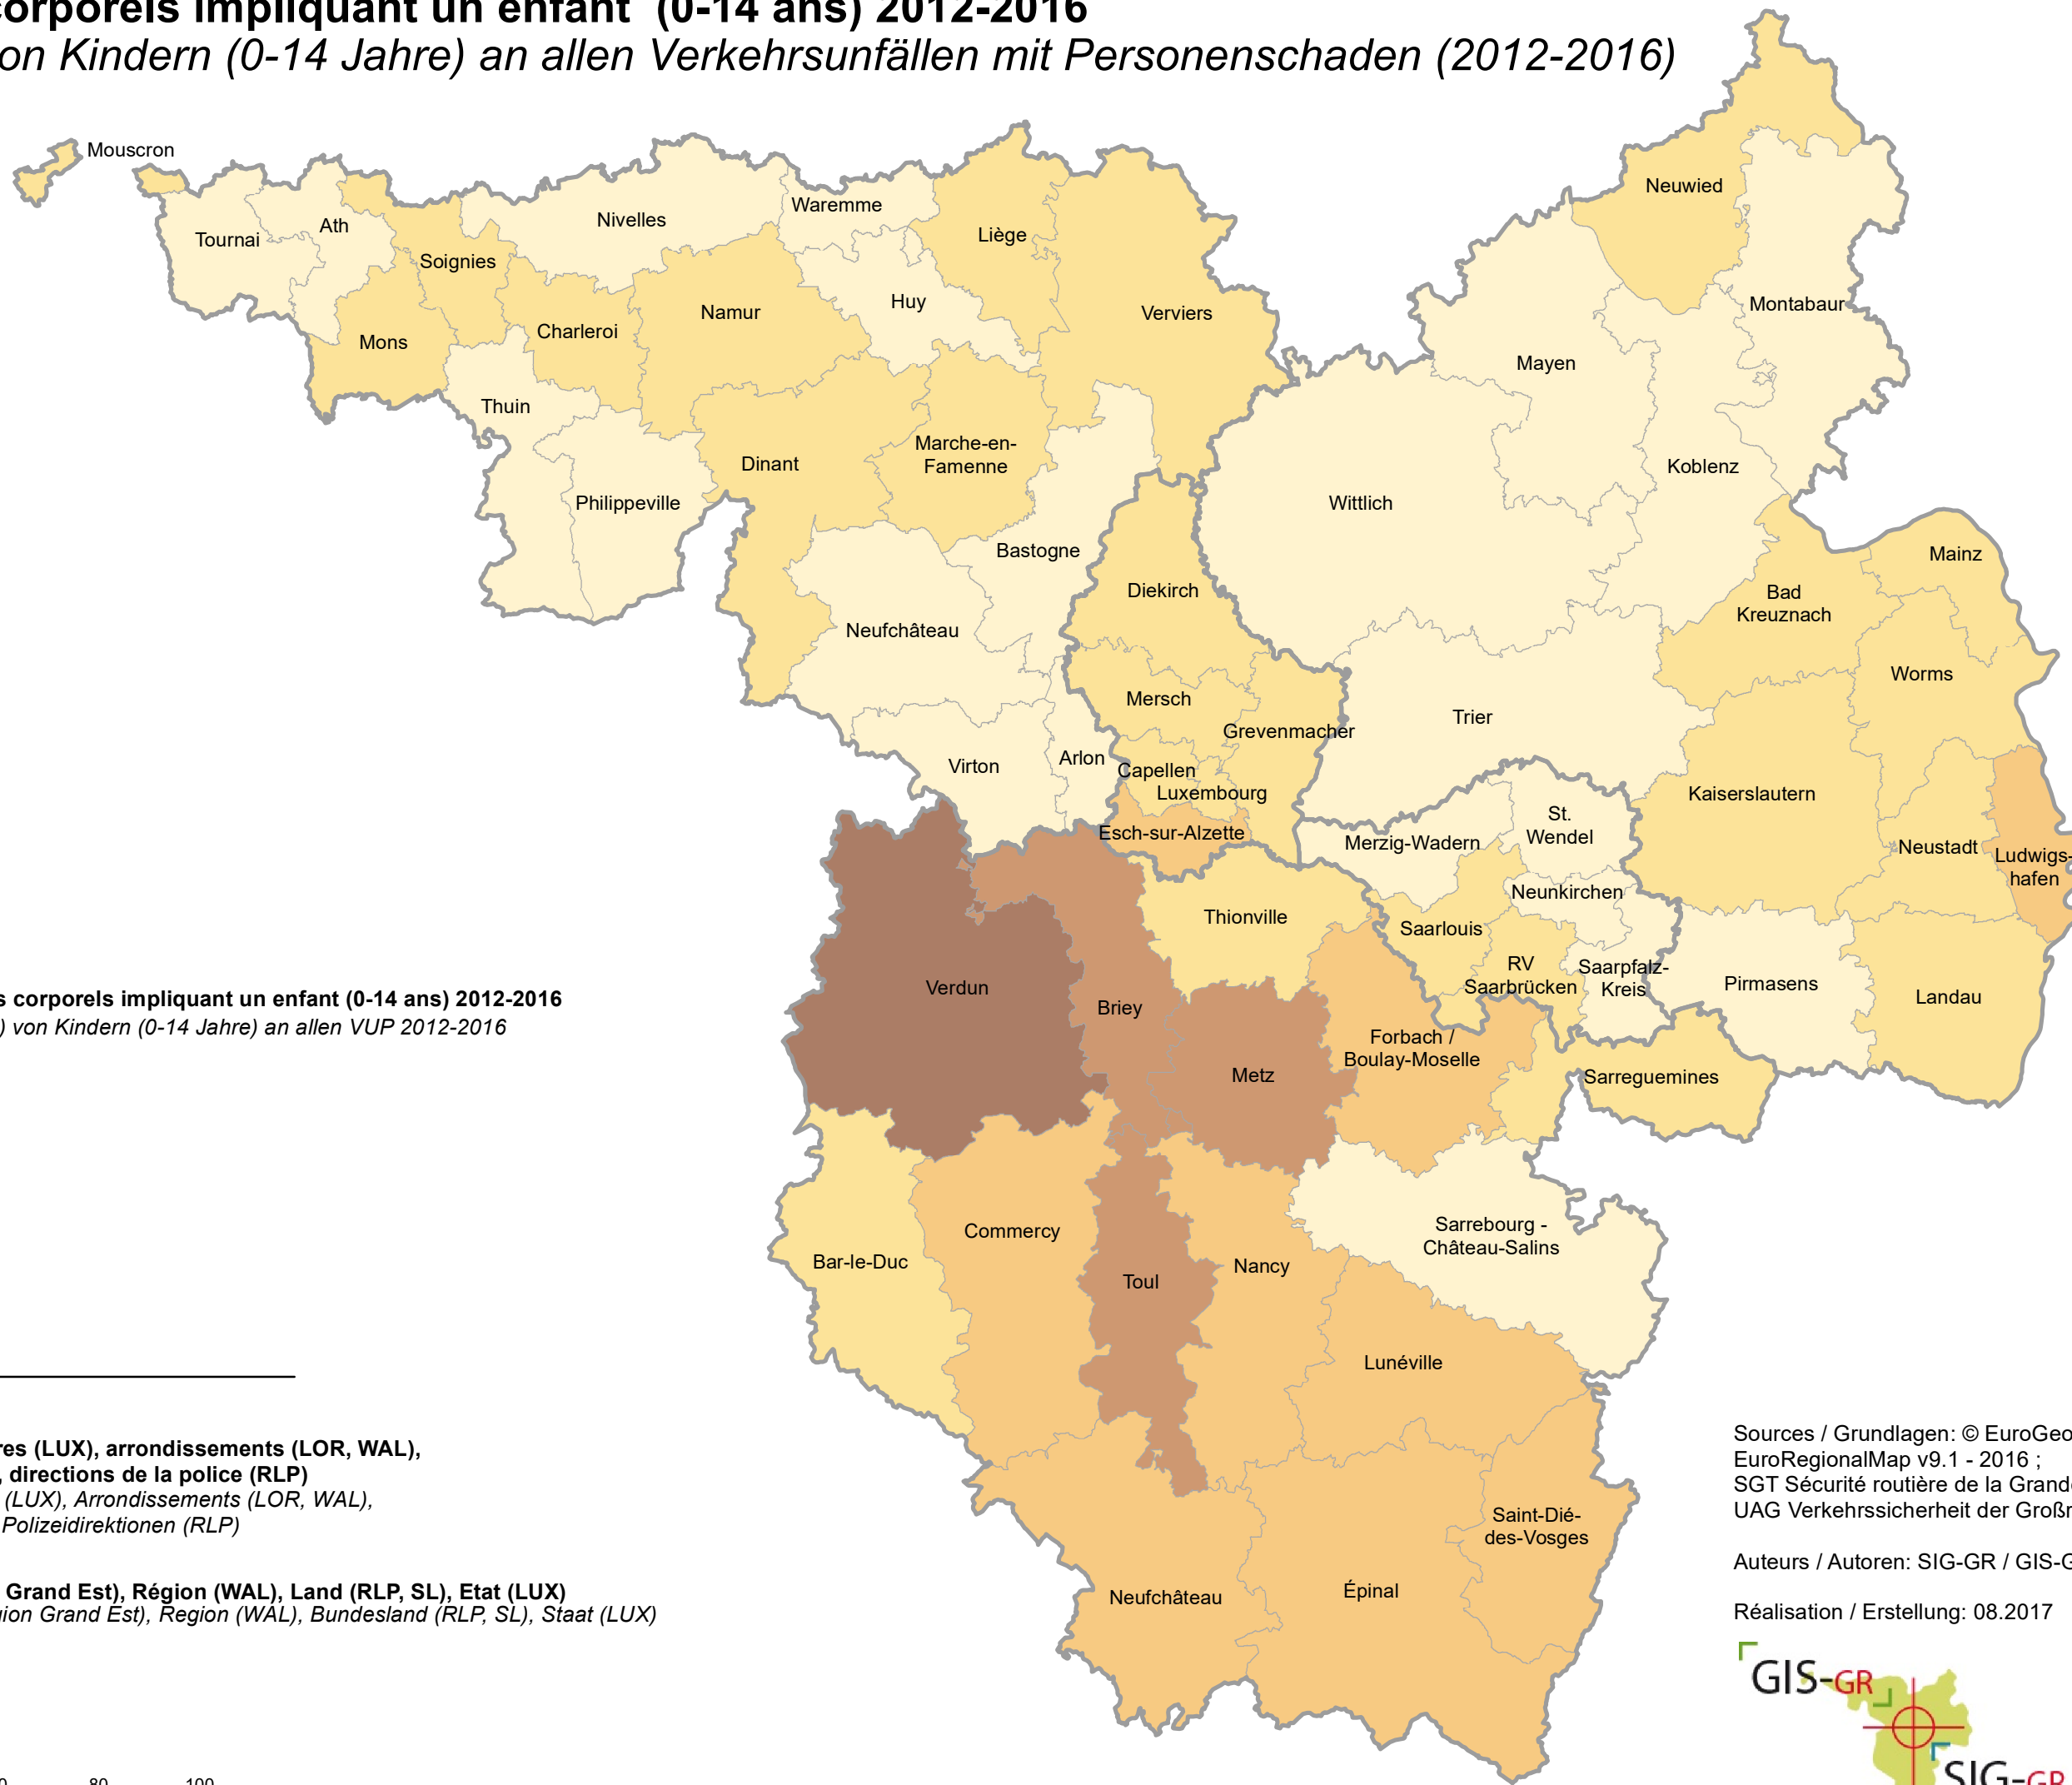 corporels impliquant un enfant (0-14 ans) 2012-2016
on Kindern (0-14 Jahre) an allen Verkehrsunfällen mit Personenschaden (2012-2016)
Mouscron
Tournai
Ath
Soignies
Nivelles
Waremme
Liège
Neuwied
Mons
Charleroi
Namur
Huy
Verviers
Montabaur
Thuin
Mayen
Dinant
Marche-en-
Famenne
Philippeville
Wittlich
Koblenz
Bastogne
Diekirch
Mainz
Bad
Kreuznach
Neufchâteau
Mersch
Worms
Grevenmacher
Trier
Virton
Arlon
Capellen
Luxembourg
Kaiserslautern
Esch-sur-Alzette
Merzig-Wadern
St.
Wendel
Neustadt
Ludwigs-
hafen
Neunkirchen
Thionville
Saarlouis
RV
Saarbrücken
Saarpfalz-
Kreis
Pirmasens
Landau
Verdun
Briey
Metz
Forbach /
Boulay-Moselle
Sarreguemines
s corporels impliquant un enfant (0-14 ans) 2012-2016
) von Kindern (0-14 Jahre) an allen VUP 2012-2016
Bar-le-Duc
Commercy
Toul
Nancy
Sarrebourg -
Château-Salins
Lunéville
Saint-Dié-
des-Vosges
Neufchâteau
Épinal
res (LUX), arrondissements (LOR, WAL),
, directions de la police (RLP)
(LUX), Arrondissements (LOR, WAL),
Polizeidirektionen (RLP)
Grand Est), Région (WAL), Land (RLP, SL), Etat (LUX)
gion Grand Est), Region (WAL), Bundesland (RLP, SL), Staat (LUX)
80 100
Sources / Grundlagen: © EuroGeo
EuroRegionalMap v9.1 - 2016 ;
SGT Sécurité routière de la Grande
UAG Verkehrssicherheit der Großr
Auteurs / Autoren: SIG-GR / GIS-G
Réalisation / Erstellung: 08.2017
GIS-GR
SIG-GR